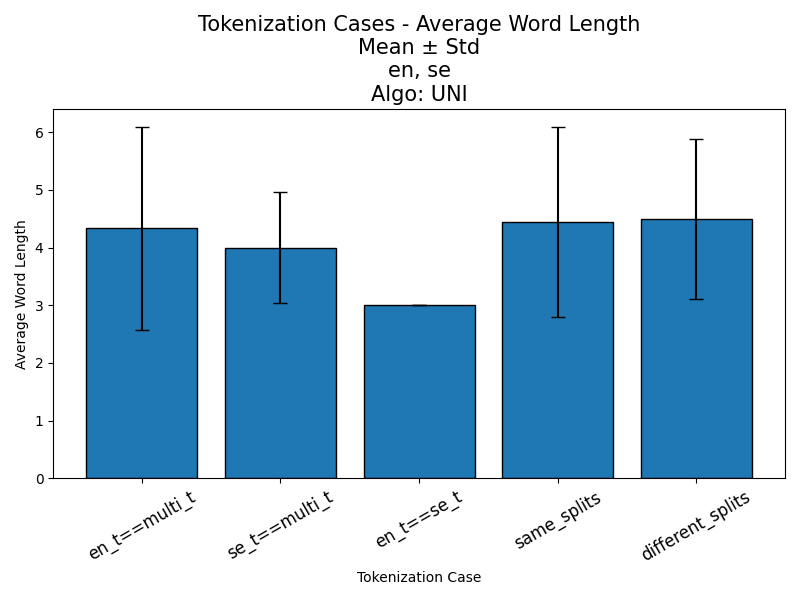 Tokenization Cases - Average Word Length
Mean ± Std
en, se
Algo: UNI
6
5
4
3
2
1
0
Average Word Length
en_t==multi_t
se_t==multi_t
en_t==se_t
same_splits
different_splits
Tokenization Case